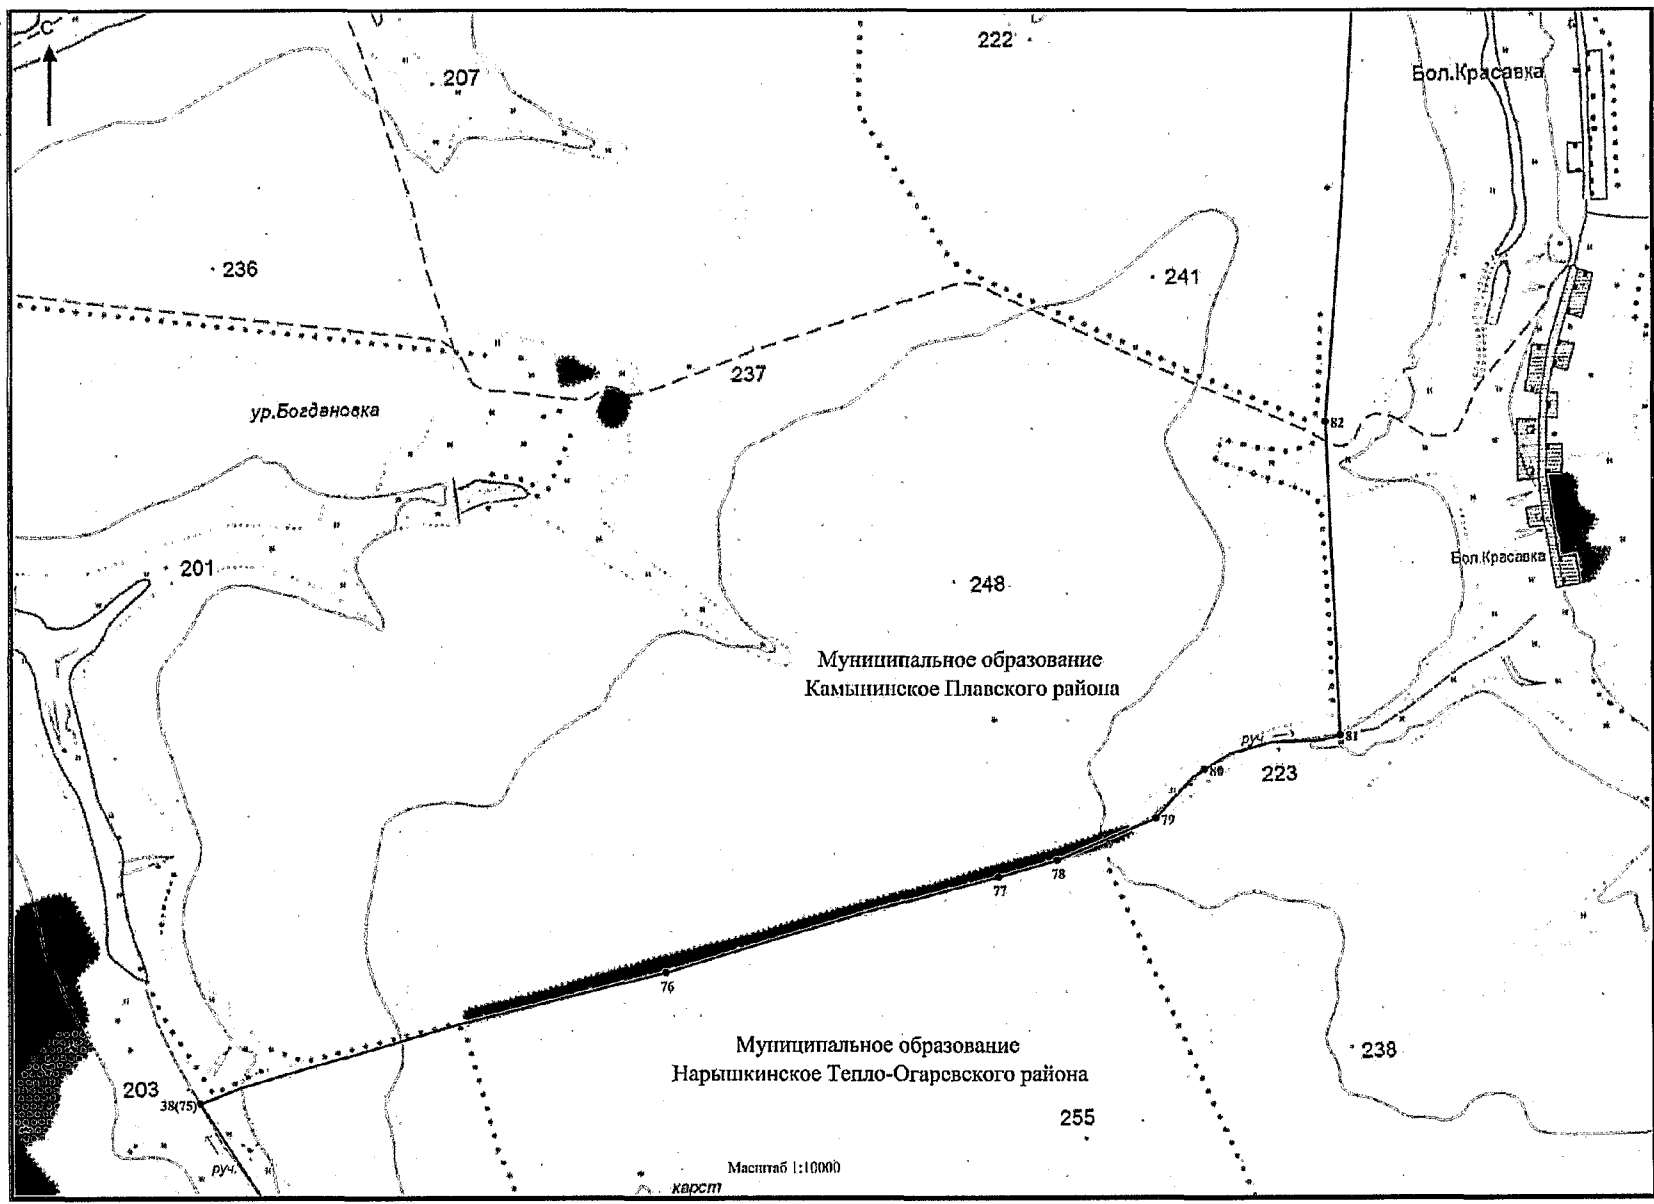 С
207
222
Бол.Красавка
236
241
237
ур.Богдановка
82
201
248
Бол.Красавка
Муниципальное образование
Камынинское Плавского района
руч.
81
80
223
79
78
77
76
Муниципальное образование
Нарышкинское Тепло-Огаревского района
238
203
38(75)
255
руч.
Масштаб 1:10000
карст